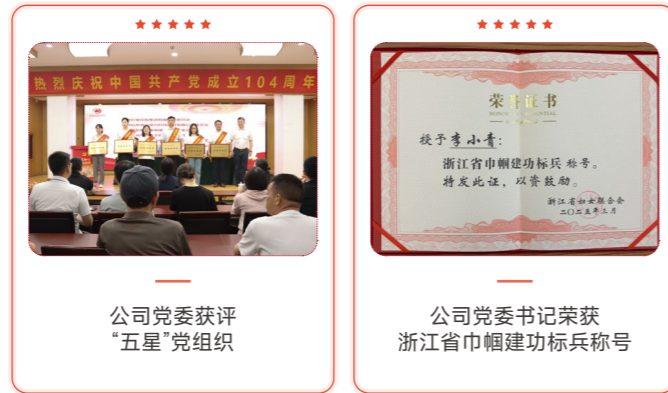 热烈庆祝中国共产党成立104周年
公司党委获评
“五星”党组织
荣誉证书
授予李小青:
浙江省巾帼建功标兵 称号。
特发此证，以资鼓励。
浙江省妇女联合会
二〇二五年三月
公司党委书记荣获
浙江省巾帼建功标兵称号